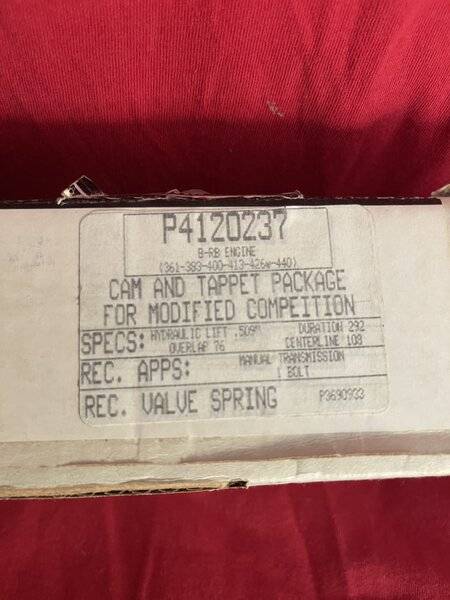 P4120237
B-RB ENGINE
(361-383-400-413-426w-440)
CAM AND TAPPET PACKAGE
FOR MODIFIED COMPEITION
SPECS: HYDRAULIC LIFT .509" DURATION 292
OVERLAP 76 CENTERLINE 108
REC. APPS: MANUAL TRANSMISSION
1 BOLT
REC. VALVE SPRING P3690933